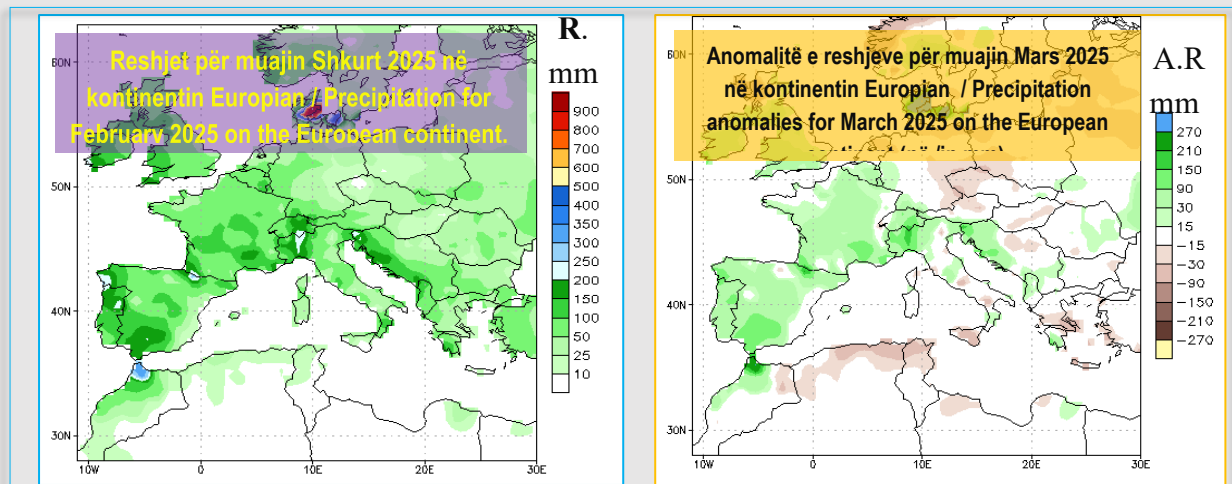 Reshjet për muajin Shkurt 2025 në
kontinentin Europian / Precipitation for
February 2025 on the European continent.
R.
mm
900
800
700
600
500
400
350
300
250
200
150
100
50
25
10
60N
50N
40N
30N
10W
0
10E
20E
30E
Anomalitë e reshjeve për muajin Mars 2025
në kontinentin Europian / Precipitation
anomalies for March 2025 on the European
A.R
mm
270
210
150
90
30
15
−15
−30
−90
−150
−210
−270
60N
50N
40N
30N
10W
0
10E
20E
30E